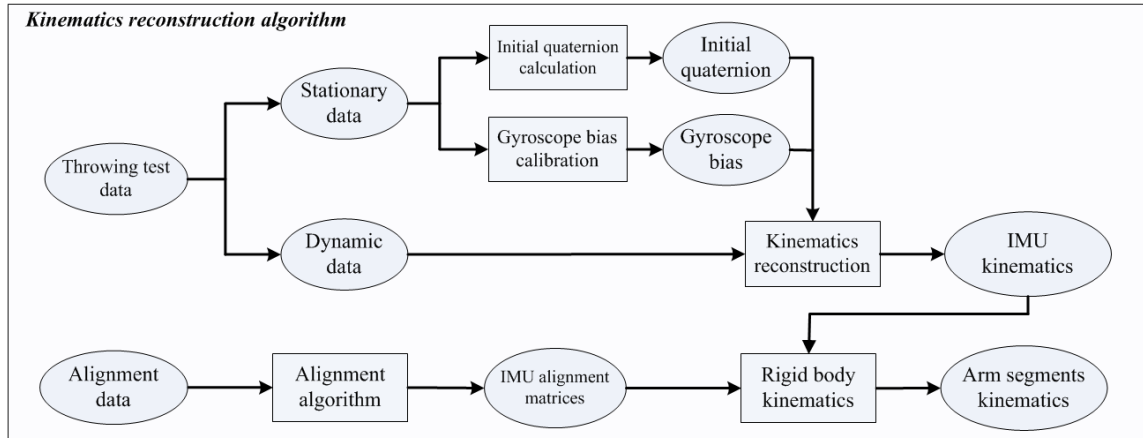 Kinematics reconstruction algorithm
Initial quaternion
calculation
Initial
quaternion
Stationary
data
Gyroscope bias
calibration
Gyroscope
bias
Throwing test
data
Dynamic
data
Kinematics
reconstruction
IMU
kinematics
Alignment
data
Alignment
algorithm
IMU alignment
matrices
Rigid body
kinematics
Arm segments
kinematics